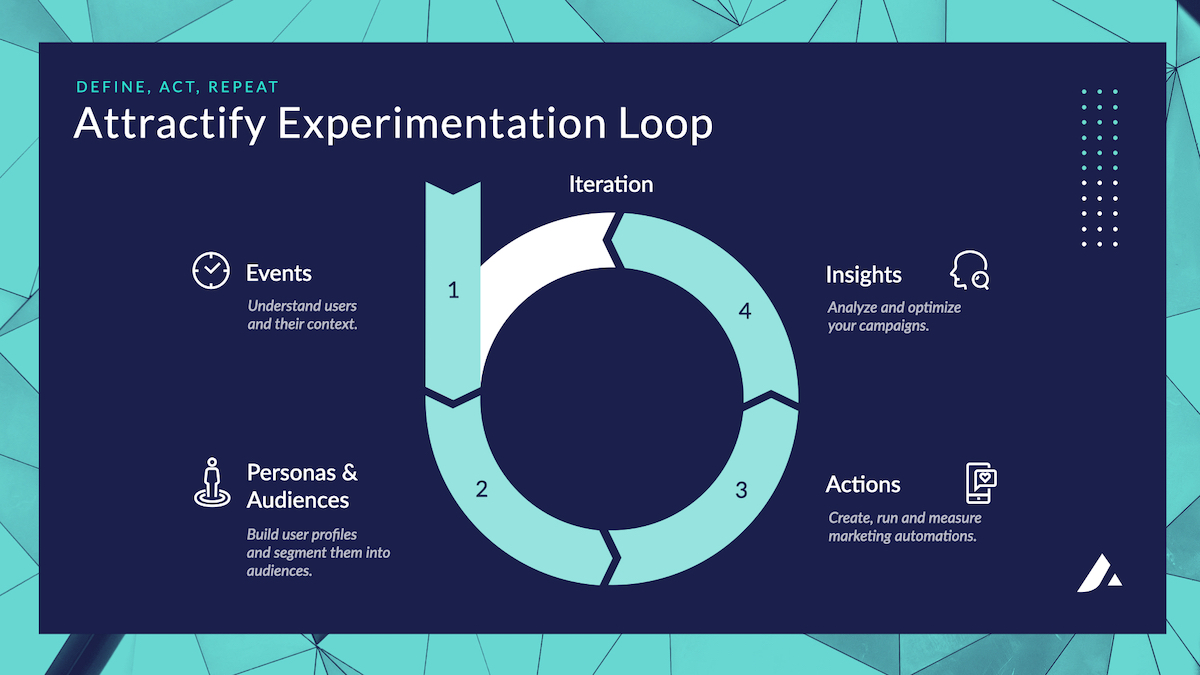 DEFINE, ACT, REPEAT
Attractify Experimentation Loop
Iteration
1
Events
Understand users
and their context.
2
Personas &
Audiences
Build user profiles
and segment them into
audiences.
3
Actions
Create, run and measure
marketing automations.
4
Insights
Analyze and optimize
your campaigns.